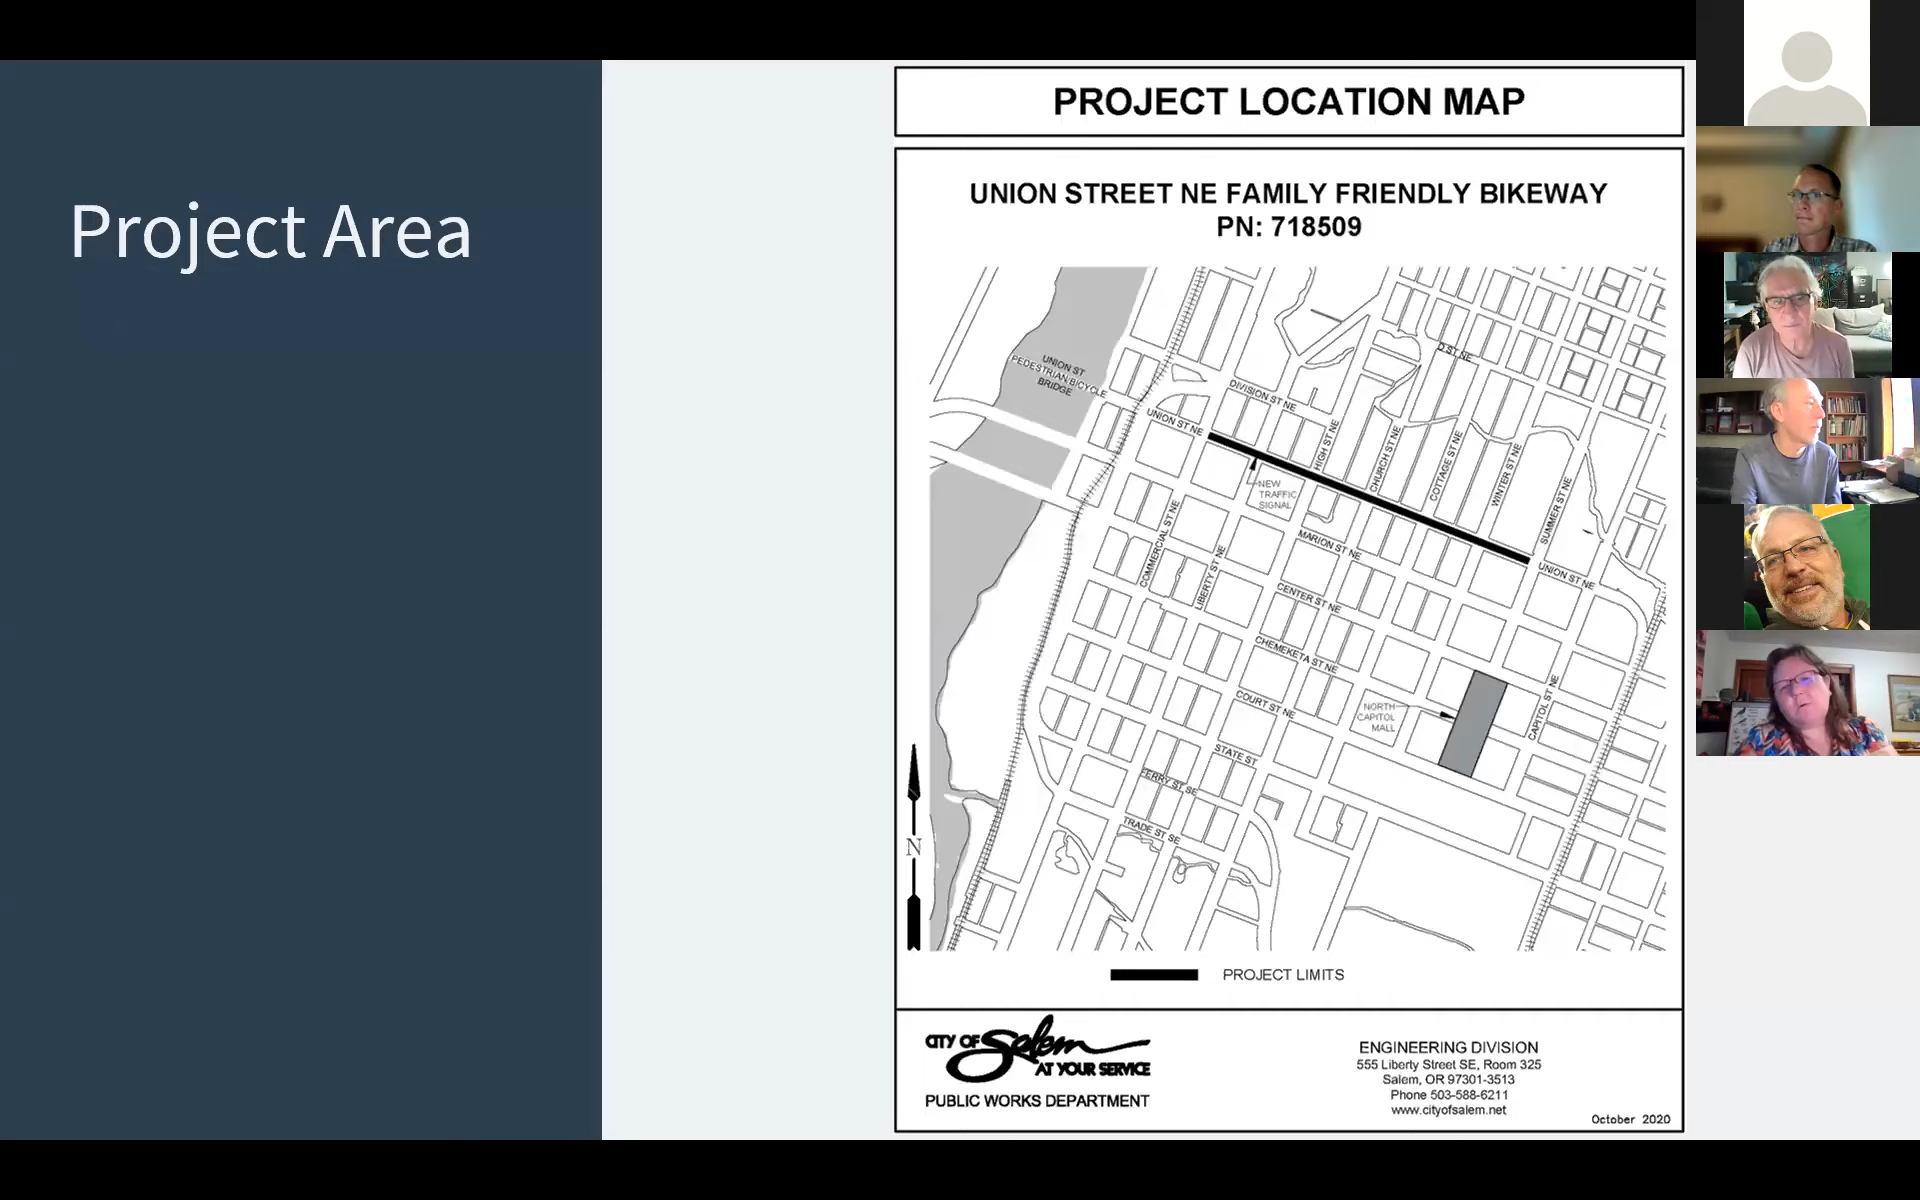 Project Area
PROJECT LOCATION MAP
UNION STREET NE FAMILY FRIENDLY BIKEWAY
PN: 718509
UNION ST
PEDESTRIAN/BICYCLE
BRIDGE
D ST NE
DIVISION ST NE
UNION ST NE
HIGH ST NE
CHURCH ST NE
COTTAGE ST NE
WINTER ST NE
SUMMER ST NE
NEW
TRAFFIC
SIGNAL
COMMERCIAL ST NE
LIBERTY ST NE
MARION ST NE
UNION ST NE
CENTER ST NE
CHEMEKETA ST NE
COURT ST NE
NORTH
CAPITOL
MALL
CAPITOL ST NE
STATE ST
FERRY ST SE
TRADE ST SE
N
PROJECT LIMITS
CITY OF Salem
AT YOUR SERVICE
PUBLIC WORKS DEPARTMENT
ENGINEERING DIVISION
555 Liberty Street SE, Room 325
Salem, OR 97301-3513
Phone 503-588-6211
www.cityofsalem.net
October 2020